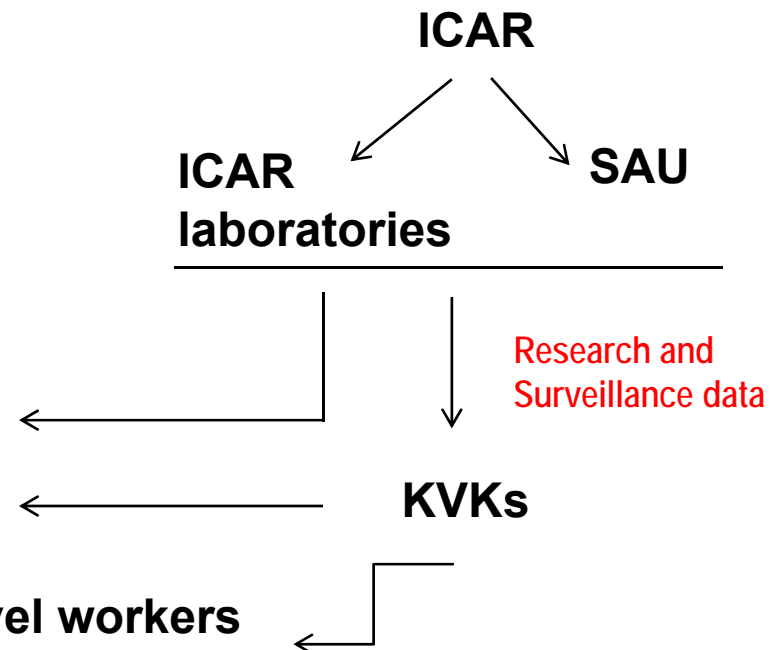 ICAR
ICAR
laboratories
SAU
Research and
Surveillance data
KVKs
vel workers